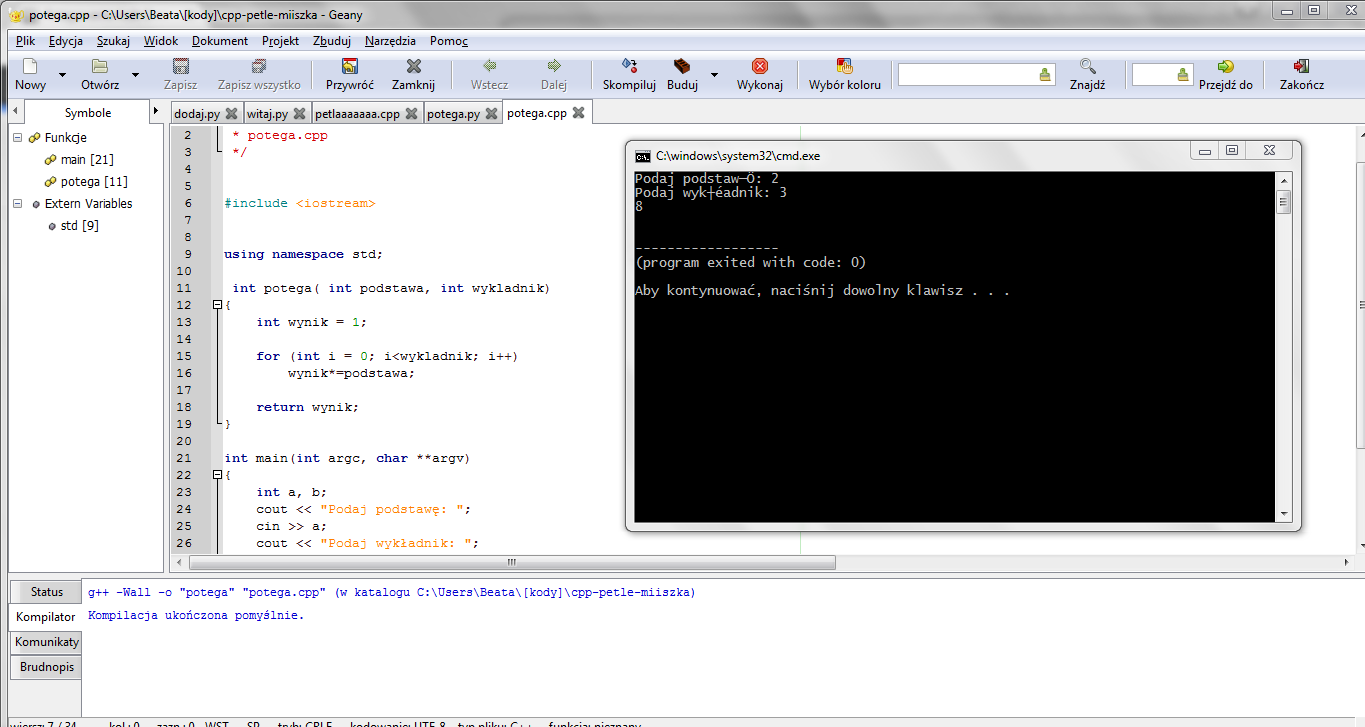 potega.cpp - C:\Users\Beata\[kody]\cpp-petle-miiszka - Geany
Plik Edycja Szukaj Widok Dokument Projekt Zbuduj Narzędzia Pomoc
Nowy Otwórz Zapisz Zapisz wszystko Przywróć Zamknij Wstecz Dalej Skompiluj Buduj Wykonaj Wybór koloru Znajdź Przejdź do Zakończ
Symbole
dodaj.py witaj.py petlaaaaaaa.cpp potega.py potega.cpp
Funkcje
main [21]
potega [11]
Extern Variables
std [9]
2 * potega.cpp
3 */
4
5
6 #include <iostream>
7
8
9 using namespace std;
10
11 int potega( int podstawa, int wykladnik)
12 {
13 int wynik = 1;
14
15 for (int i = 0; i<wykladnik; i++)
16 wynik*=podstawa;
17
18 return wynik;
19 }
20
21 int main(int argc, char **argv)
22 {
23 int a, b;
24 cout << "Podaj podstawę: ";
25 cin >> a;
26 cout << "Podaj wykładnik: ";
C:\windows\system32\cmd.exe
Podaj podstaw─Ö: 2
Podaj wyk┼éadnik: 3
8
------------------
(program exited with code: 0)
Aby kontynuować, naciśnij dowolny klawisz . . .
Status
Kompilator
Komunikaty
Brudnopis
g++ -Wall -o "potega" "potega.cpp" (w katalogu C:\Users\Beata\[kody]\cpp-petle-miiszka)
Kompilacja ukończona pomyślnie.
wiersz: 7 / 34 kol.: 0 zazn.: 0 WST SP tryb: CRLF kodowanie: UTF-8 typ pliku: C++ funkcja: nieznany